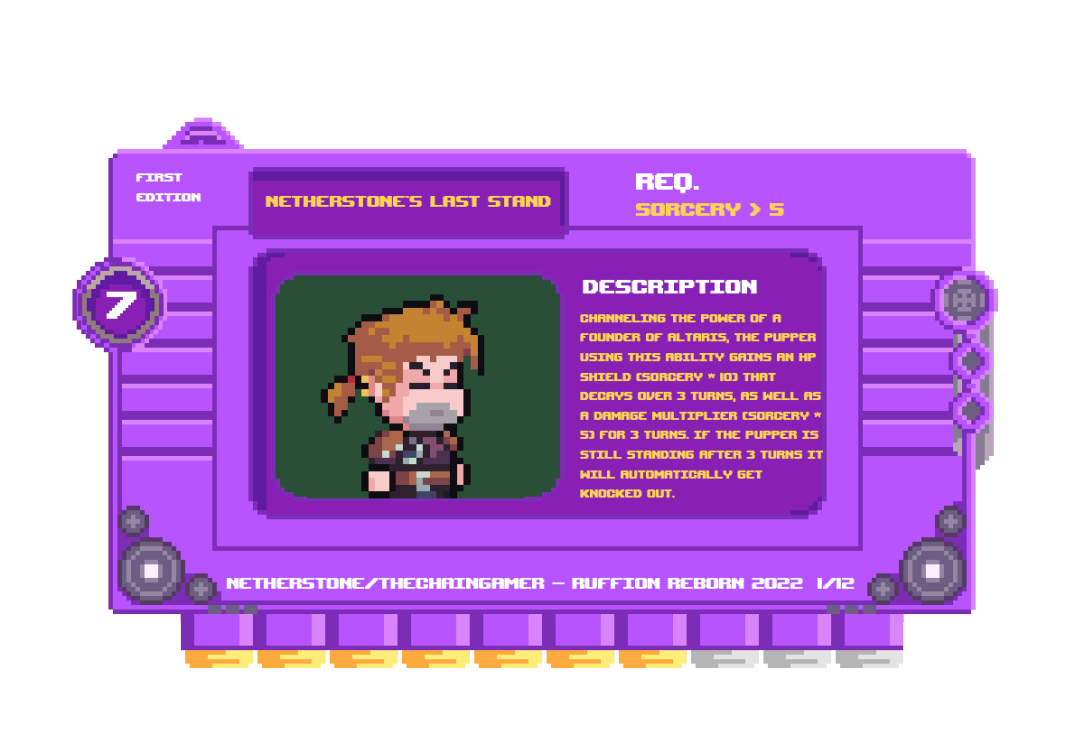 FIRST
EDITION
NETHERSTONE'S LAST STAND
REQ.
SORCERY > 5
7
DESCRIPTION
CHANNELING THE POWER OF A
FOUNDER OF ALTARIS, THE PUPPER
USING THIS ABILITY GAINS AN HP
SHIELD (SORCERY * 10) THAT
DECAYS OVER 3 TURNS, AS WELL AS
A DAMAGE MULTIPLIER (SORCERY *
5) FOR 3 TURNS. IF THE PUPPER IS
STILL STANDING AFTER 3 TURNS IT
WILL AUTOMATICALLY GET
KNOCKED OUT.
NETHERSTONE/THECHAINGAMER - RUFFION REBORN 2022 1/12